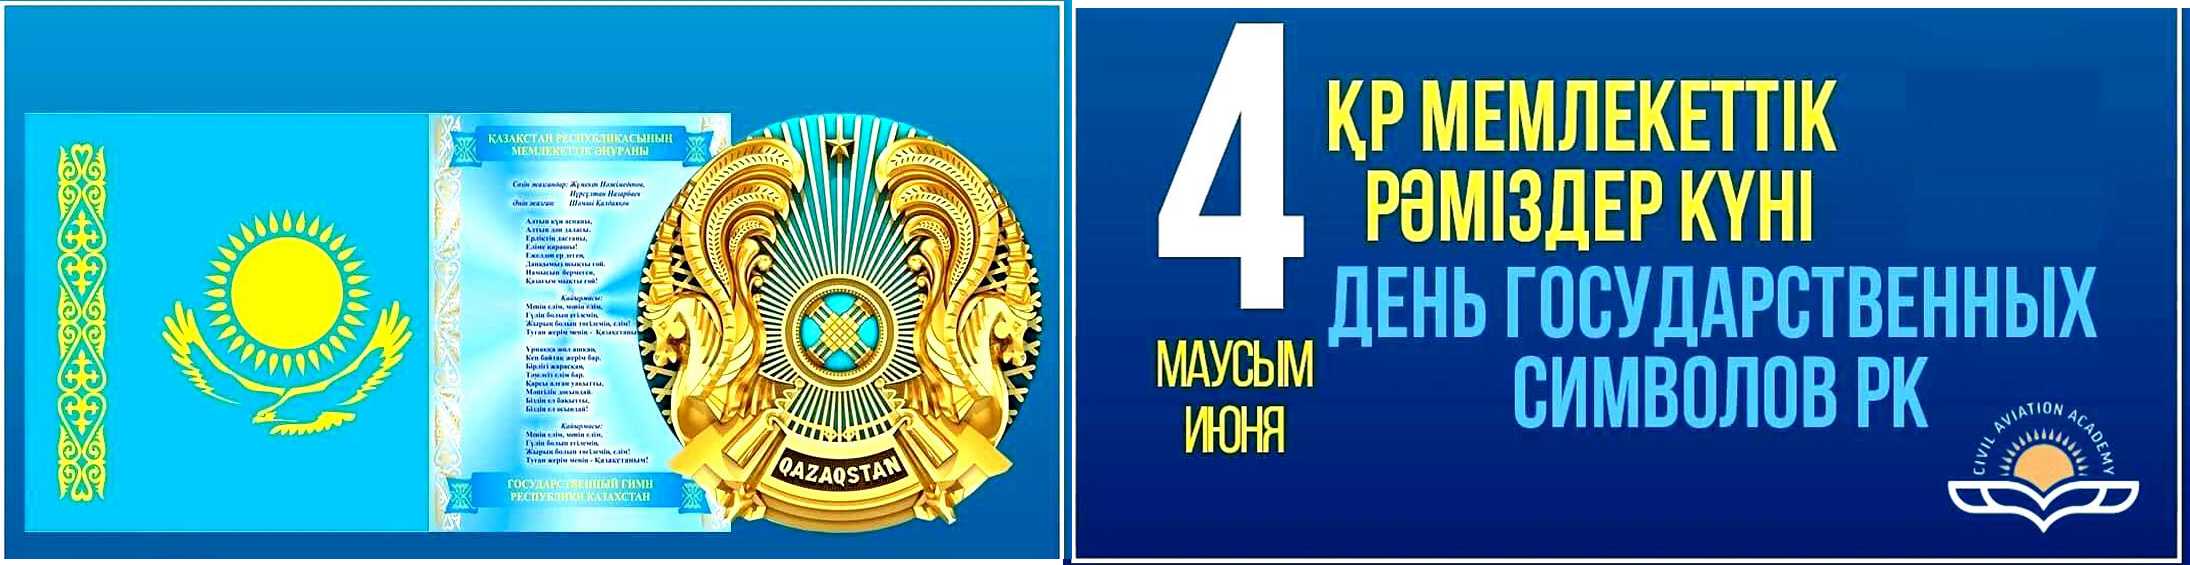 ҚАЗАҚСТАН РЕСПУБЛИКАСЫНЫҢ
МЕМЛЕКЕТТІК ӘНҰРАНЫ
Сөзін жазғандар: Жұмекен Нәжімеденов,
Нұрсұлтан Назарбаев
Әнін жазған: Шәмші Қалдаяқов
Алтын күн аспаны,
Алтын дән даласы,
Ерліктің дастаны,
Еліме қарашы!
Ежелден ер деген,
Даңқымыз шықты ғой.
Намысын бермеген,
Қазағым мықты ғой!
Қайырмасы:
Менің елім, менің елім,
Гүлің болып егілемін,
Жырың болып төгілемін, елім!
Туған жерім менің - Қазақстаным
Ұрпаққа жол ашқан,
Кең байтақ жерім бар.
Бірлігі жарасқан,
Тәуелсіз елім бар.
Қарсы алған уақытты,
Мәңгілік досындай.
Біздің ел бақытты,
Біздің ел осындай!
Қайырмасы:
Менің елім, менің елім,
Гүлің болып егілемін,
Жырың болып төгілемін, елім!
Туған жерім менің - Қазақстаным!
ГОСУДАРСТВЕННЫЙ ГИМН
РЕСПУБЛИКИ КАЗАХСТАН
QAZAQSTAN
4
МАУСЫМ
ИЮНЯ
ҚР МЕМЛЕКЕТТІК
РӘМІЗДЕР КҮНІ
ДЕНЬ ГОСУДАРСТВЕННЫХ
СИМВОЛОВ РК
CIVIL AVIATION ACADEMY